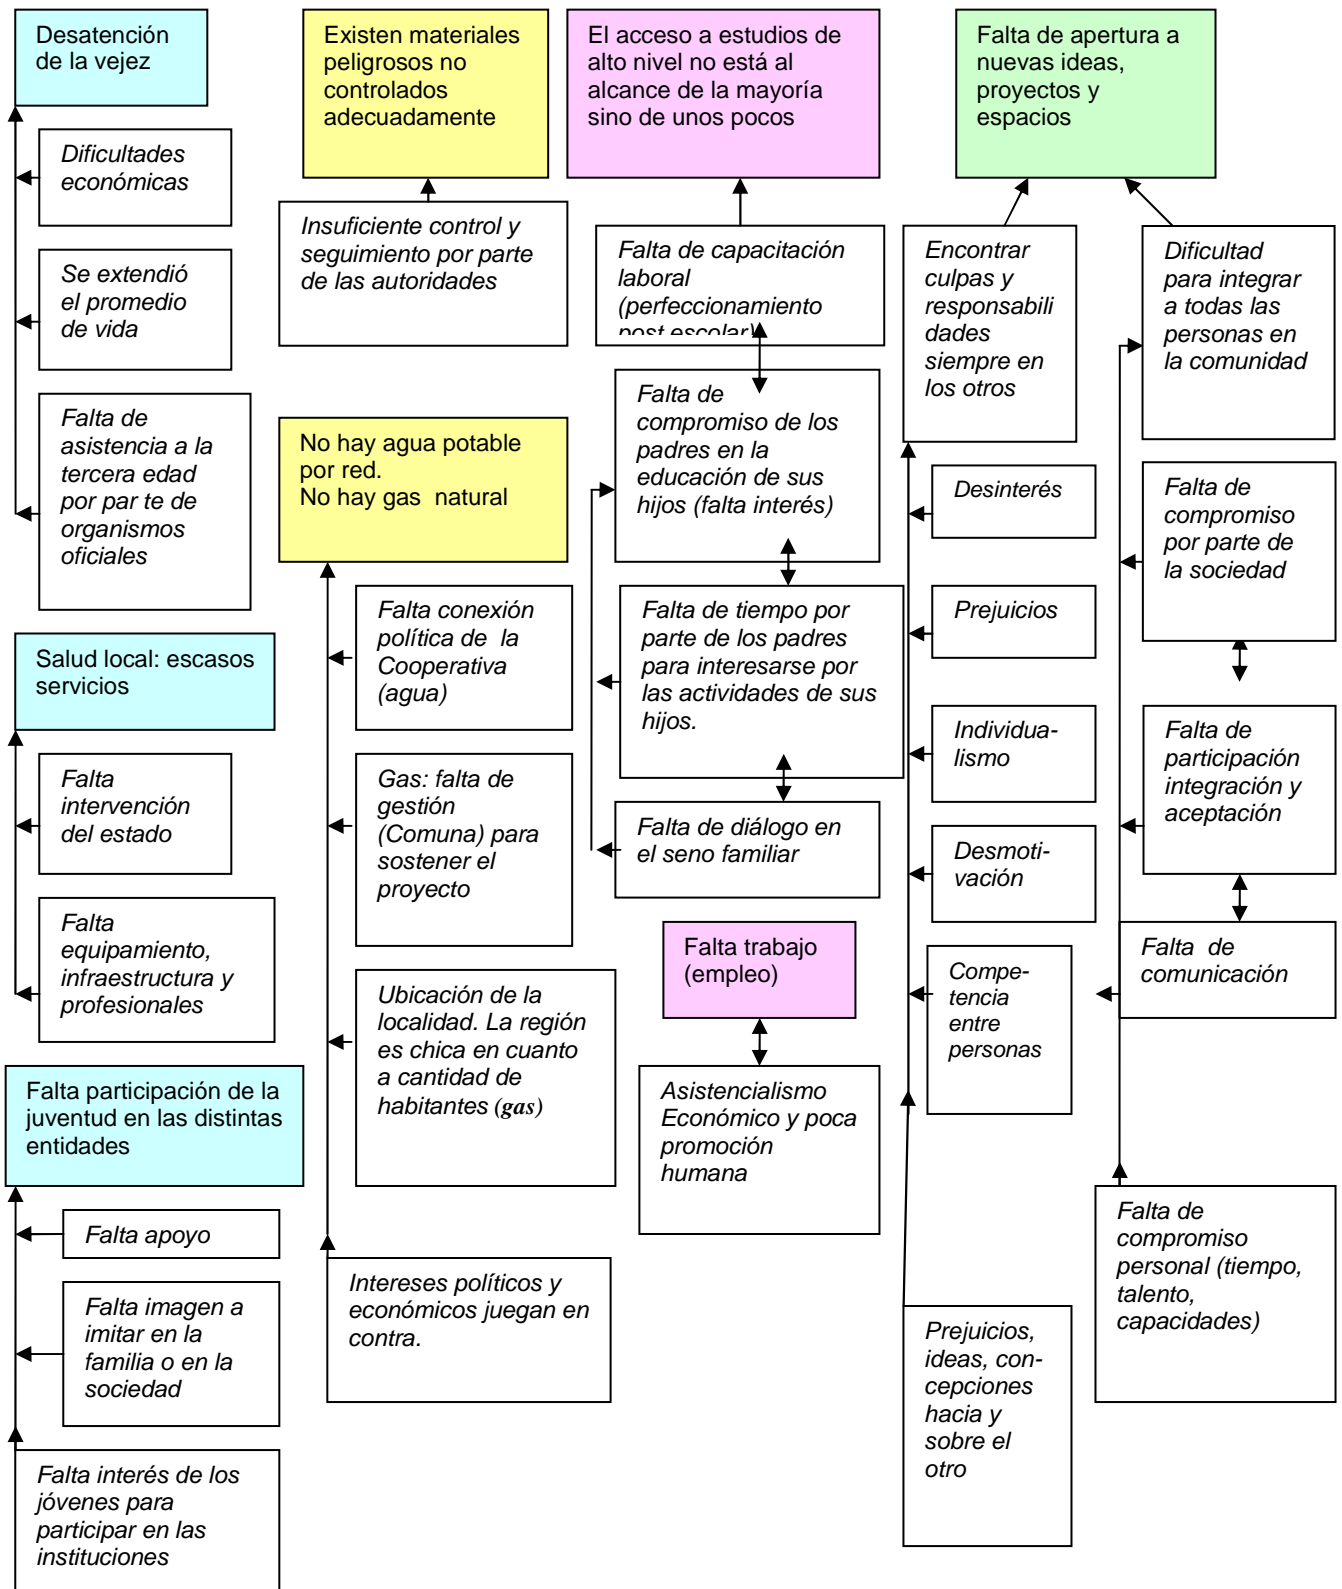 Desatención
de la vejez
Dificultades
económicas
Se extendió
el promedio
de vida
Falta de
asistencia a la
tercera edad
por par te de
organismos
oficiales
Salud local: escasos
servicios
Falta
intervención
del estado
Falta
equipamiento,
infraestructura y
profesionales
Falta participación de la
juventud en las distintas
entidades
Falta apoyo
Falta imagen a
imitar en la
familia o en la
sociedad
Falta interés de los
jóvenes para
participar en las
instituciones
Existen materiales
peligrosos no
controlados
adecuadamente
Insuficiente control y
seguimiento por parte
de las autoridades
No hay agua potable
por red.
No hay gas  natural
Falta conexión
política de  la
Cooperativa
(agua)
Gas: falta de
gestión
(Comuna) para
sostener el
proyecto
Ubicación de la
localidad. La región
es chica en cuanto
a cantidad de
habitantes (gas)
Intereses políticos y
económicos juegan en
contra.
El acceso a estudios de
alto nivel no está al
alcance de la mayoría
sino de unos pocos
Falta de capacitación
laboral
(perfeccionamiento
post escolar)
Falta de
compromiso de los
padres en la
educación de sus
hijos (falta interés)
Falta de tiempo por
parte de los padres
para interesarse por
las actividades de sus
hijos.
Falta de diálogo en
el seno familiar
Falta trabajo
(empleo)
Asistencialismo
Económico y poca
promoción
humana
Falta de apertura a
nuevas ideas,
proyectos y
espacios
Encontrar
culpas y
responsabili
dades
siempre en
los otros
Desinterés
Prejuicios
Individua-
lismo
Desmoti-
vación
Compe-
tencia
entre
personas
Prejuicios,
ideas, con-
cepciones
hacia y
sobre el
otro
Dificultad
para integrar
a todas las
personas en
la comunidad
Falta de
compromiso
por parte de
la sociedad
Falta de
participación
integración y
aceptación
Falta  de
comunicación
Falta de
compromiso
personal (tiempo,
talento,
capacidades)